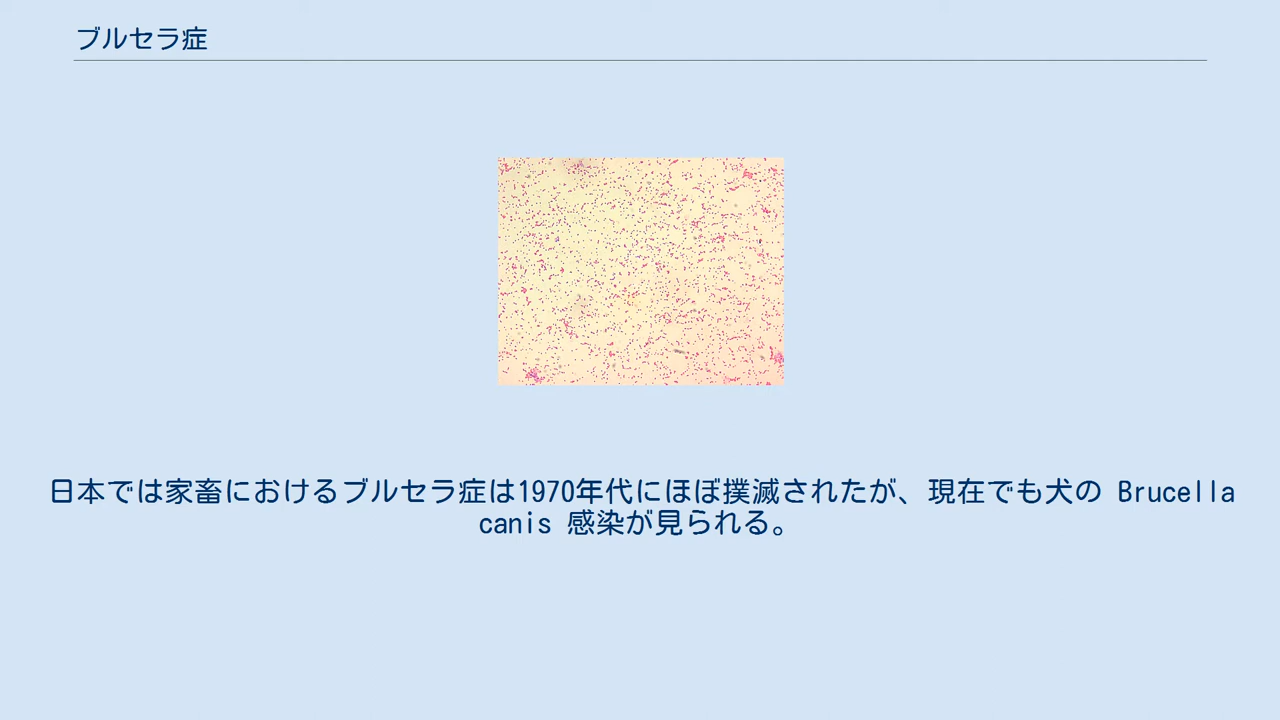 ブルセラ症
日本では家畜におけるブルセラ症は1970年代にほぼ撲滅されたが、現在でも犬の Brucella
canis 感染が見られる。